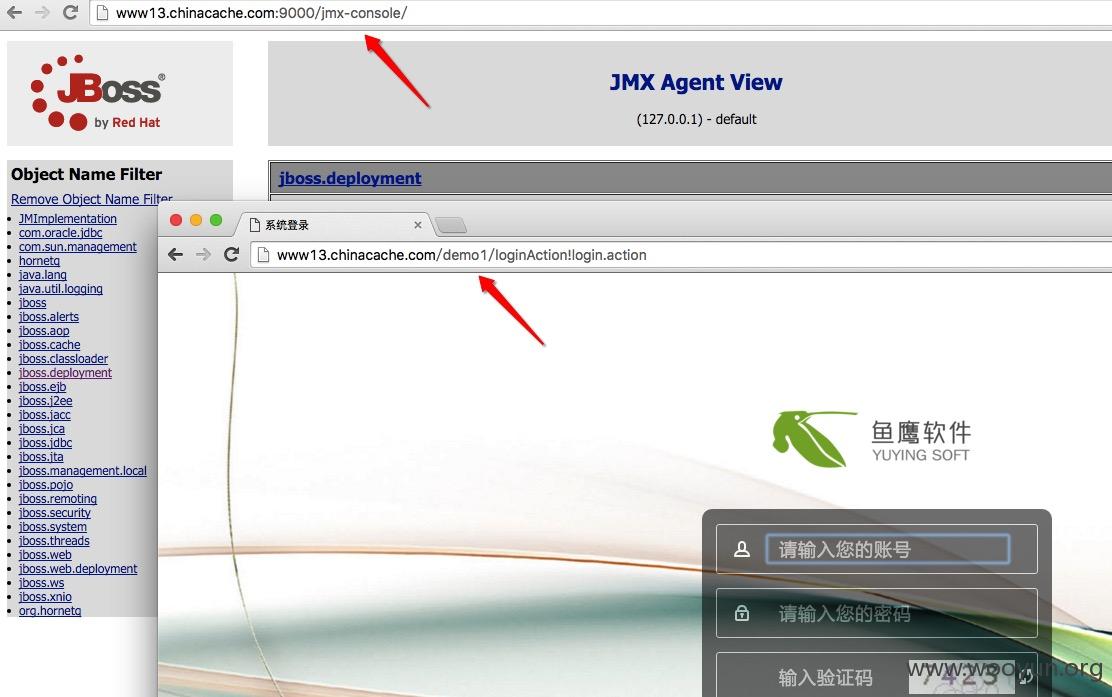 www13.chinacache.com:9000/jmx-console/
JBoss®
by Red Hat
JMX Agent View
(127.0.0.1) - default
Object Name Filter
Remove Object Name Filter
JMImplementation
com.oracle.jdbc
com.sun.management
hornetq
java.lang
java.util.logging
jboss
jboss.alerts
jboss.aop
jboss.cache
jboss.classloader
jboss.deployment
jboss.ejb
jboss.j2ee
jboss.jacc
jboss.jca
jboss.jdbc
jboss.jta
jboss.management.local
jboss.pojo
jboss.remoting
jboss.security
jboss.system
jboss.threads
jboss.web
jboss.web.deployment
jboss.ws
jboss.xnio
org.hornetq
jboss.deployment
系统登录
www13.chinacache.com/demo1/loginAction!login.action
鱼鹰软件
YUYING SOFT
请输入您的账号
请输入您的密码
输入验证码
7423
www.wooyun.org